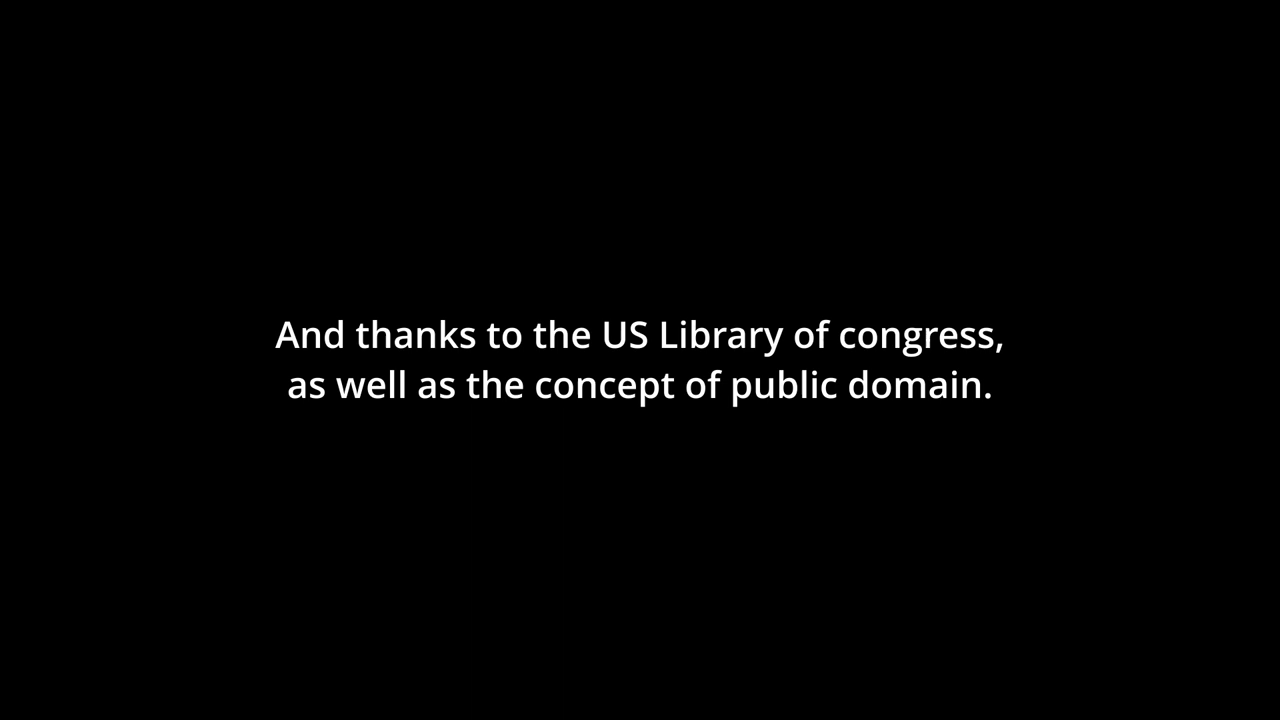 And thanks to the US Library of congress,
as well as the concept of public domain.